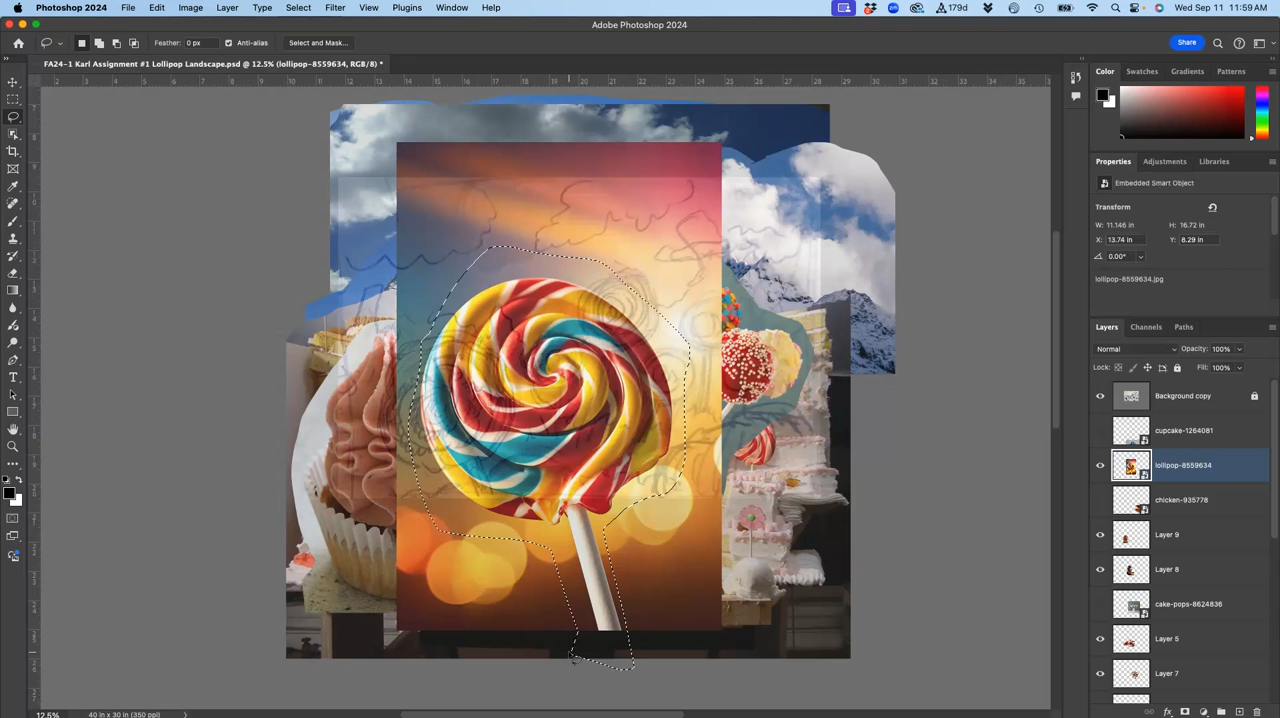 Photoshop 2024 File Edit Image Layer Type Select Filter View Plugins Window Help 179d Wed Sep 11 11:59 AM
Adobe Photoshop 2024
Feather: 0 px Anti-alias Select and Mask... Share
FA24-1 Karl Assignment #1 Lollipop Landscape.psd @ 12.5% (lollipop-8559634, RGB/8) *
Color Swatches Gradients Patterns
Properties Adjustments Libraries
Embedded Smart Object
Transform
W: 11.146 in H: 16.72 in
X: 13.74 in Y: 8.29 in
0.00°
lollipop-8559634.jpg
Layers Channels Paths
Normal Opacity: 100%
Lock: Fill: 100%
Background copy
cupcake-1264081
lollipop-8559634
chicken-935778
Layer 9
Layer 8
cake-pops-8624836
Layer 5
Layer 7
12.5% 40 in x 30 in (350 ppi)